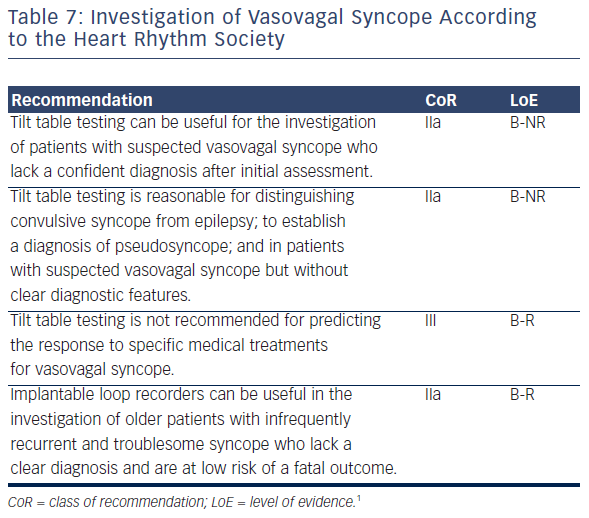 Table 7: Investigation of Vasovagal Syncope According
to the Heart Rhythm Society
Recommendation CoR LoE
Tilt table testing can be useful for the investigation IIa B-NR
of patients with suspected vasovagal syncope who
lack a confident diagnosis after initial assessment.
Tilt table testing is reasonable for distinguishing IIa B-NR
convulsive syncope from epilepsy; to establish
a diagnosis of pseudosyncope; and in patients
with suspected vasovagal syncope but without
clear diagnostic features.
Tilt table testing is not recommended for predicting III B-R
the response to specific medical treatments
for vasovagal syncope.
Implantable loop recorders can be useful in the IIa B-R
investigation of older patients with infrequently
recurrent and troublesome syncope who lack a
clear diagnosis and are at low risk of a fatal outcome.
CoR = class of recommendation; LoE = level of evidence.¹